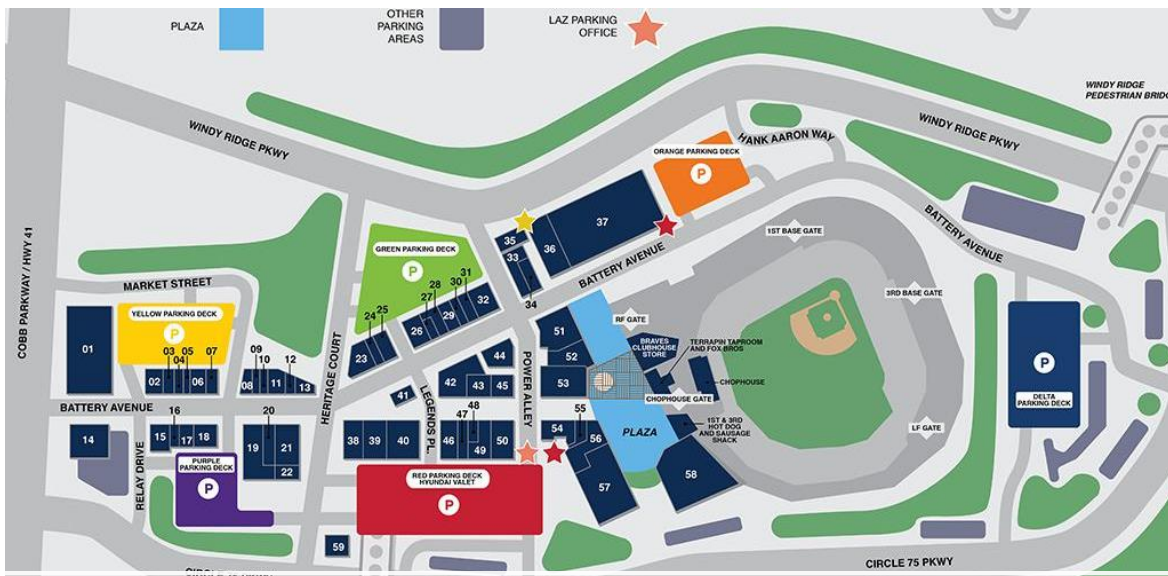 PLAZA
OTHER
PARKING
AREAS
LAZ PARKING
OFFICE
WINDY RIDGE
PEDESTRIAN BRIDG
WINDY RIDGE PKWY
WINDY RIDGE PKWY
HANK AARON WAY
ORANGE PARKING DECK
P
COBB PARKWAY / HWY 41
37
36
35
33
34
BATTERY AVENUE
BATTERY AVENUE
1ST BASE GATE
3RD BASE GATE
GREEN PARKING DECK
P
MARKET STREET
YELLOW PARKING DECK
P
01
03
04
05
07
02
06
09
10
12
08
11
13
HERITAGE COURT
24
25
23
27
28
30
31
26
29
32
51
52
53
RF GATE
BRAVES
CLUBHOUSE
STORE
TERRAPIN TAPROOM
AND FOX BROS
CHOPHOUSE
CHOPHOUSE GATE
1ST & 3RD
HOT DOG
AND SAUSAGE
SHACK
PLAZA
P
DELTA
PARKING DECK
LF GATE
BATTERY AVENUE
16
20
14
15
17
18
19
21
22
RELAY DRIVE
PURPLE
PARKING DECK
P
41
LEGENDS PL.
42
43
44
45
POWER ALLEY
38
39
40
47
48
46
49
50
54
55
56
57
58
RED PARKING DECK
HYUNDAI VALET
P
59
CIRCLE 75 PKWY